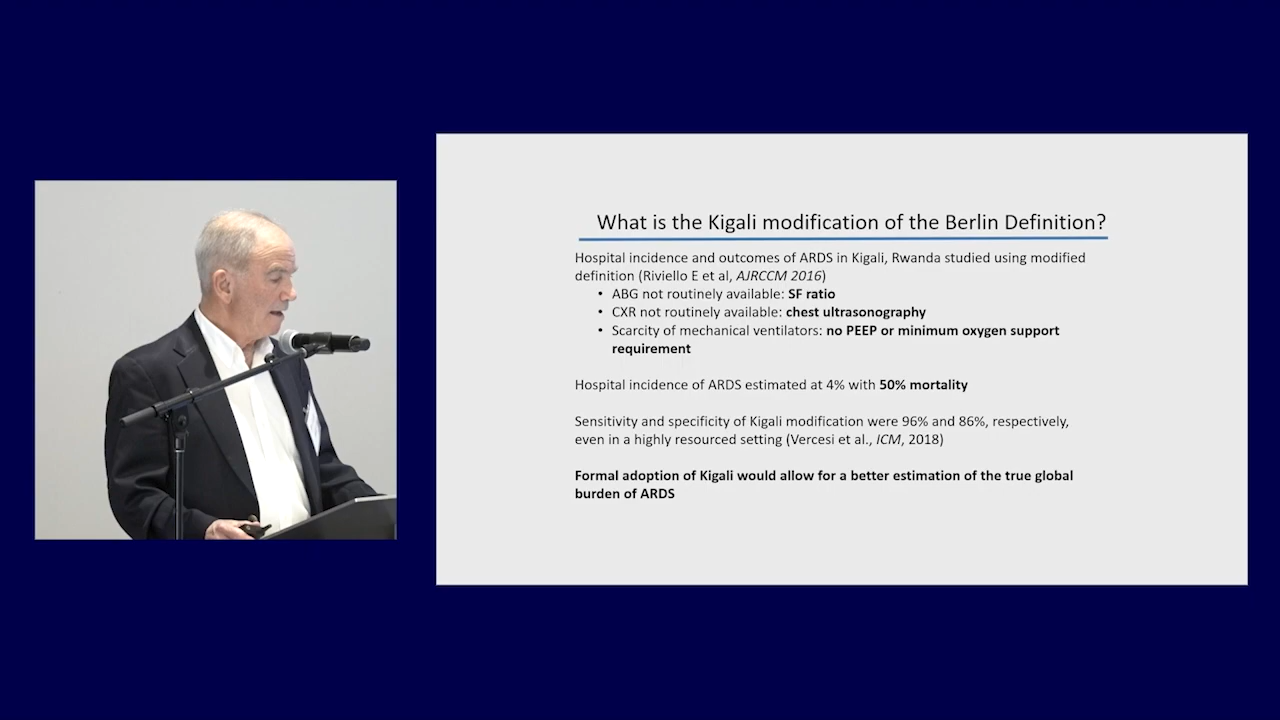 What is the Kigali modification of the Berlin Definition?
Hospital incidence and outcomes of ARDS in Kigali, Rwanda studied using modified
definition (Riviello E et al, AJRCCM 2016)
• ABG not routinely available: SF ratio
• CXR not routinely available: chest ultrasonography
• Scarcity of mechanical ventilators: no PEEP or minimum oxygen support
requirement
Hospital incidence of ARDS estimated at 4% with 50% mortality
Sensitivity and specificity of Kigali modification were 96% and 86%, respectively,
even in a highly resourced setting (Vercesi et al., ICM, 2018)
Formal adoption of Kigali would allow for a better estimation of the true global
burden of ARDS